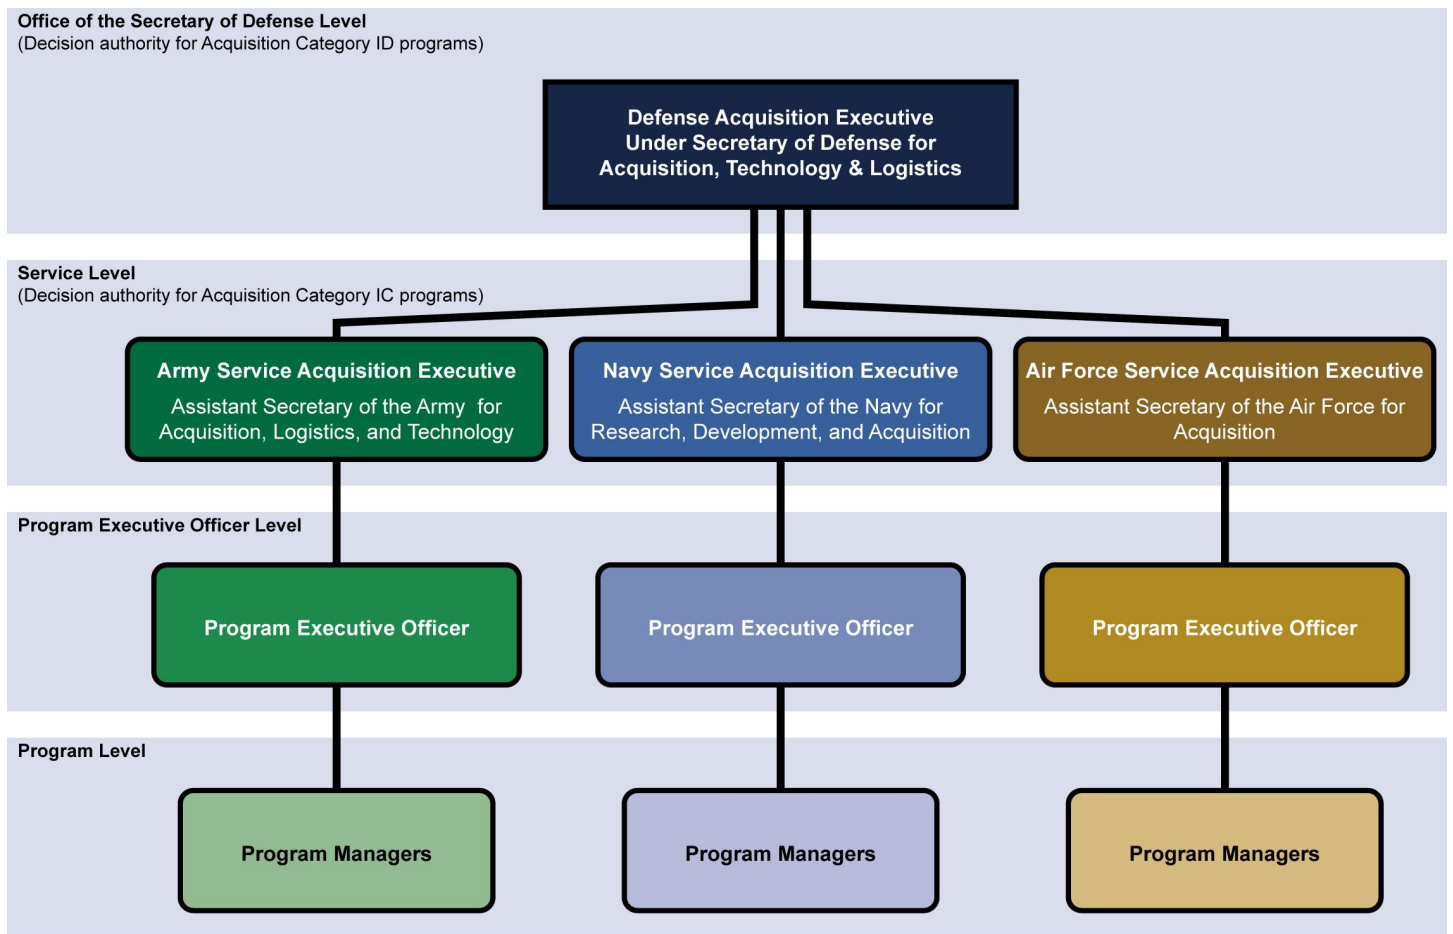 Office of the Secretary of Defense Level
(Decision authority for Acquisition Category ID programs)
Defense Acquisition Executive
Under Secretary of Defense for
Acquisition, Technology & Logistics
Service Level
(Decision authority for Acquisition Category IC programs)
Army Service Acquisition Executive
Assistant Secretary of the Army for
Acquisition, Logistics, and Technology
Navy Service Acquisition Executive
Assistant Secretary of the Navy for
Research, Development, and Acquisition
Air Force Service Acquisition Executive
Assistant Secretary of the Air Force for
Acquisition
Program Executive Officer Level
Program Executive Officer
Program Executive Officer
Program Executive Officer
Program Level
Program Managers
Program Managers
Program Managers